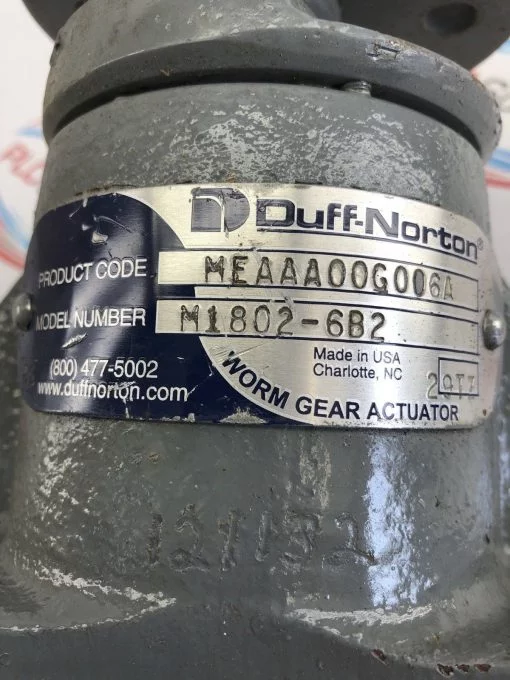 Duff-Norton®
PRODUCT CODE MEAAA00G006A
MODEL NUMBER M1802-6B2
(800) 477-5002
www.duffnorton.com
Made in USA
Charlotte, NC
WORM GEAR ACTUATOR